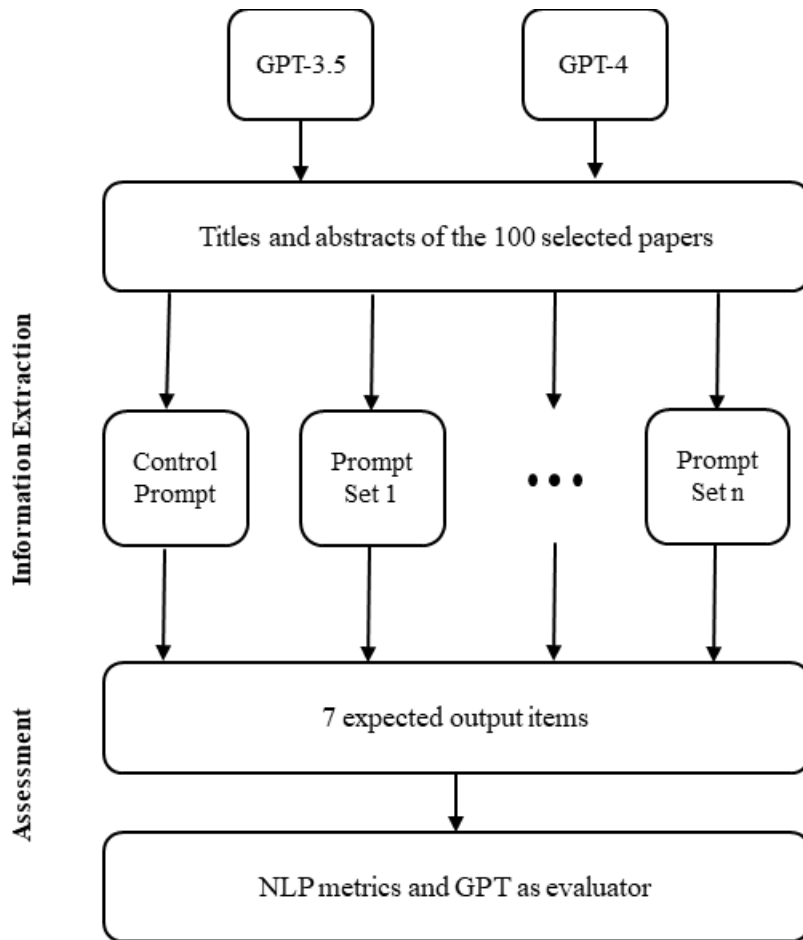 GPT-3.5
GPT-4
Titles and abstracts of the 100 selected papers
Information Extraction
Control
Prompt
Prompt
Set 1
Prompt
Set n
7 expected output items
Assessment
NLP metrics and GPT as evaluator